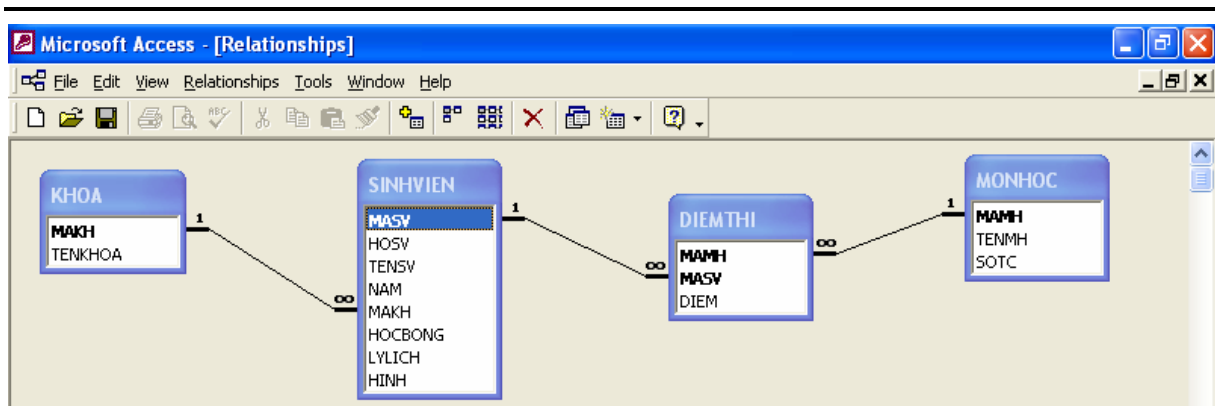 Microsoft Access - [Relationships]
File Edit View Relationships Tools Window Help
KHOA
MAKH
TENKHOA
1
∞
SINHVIEN
MASV
HOSV
TENSV
NAM
MAKH
HOCBONG
LYLICH
HINH
1
∞
DIEMTHI
MAMH
MASV
DIEM
∞
1
MONHOC
MAMH
TENMH
SOTC